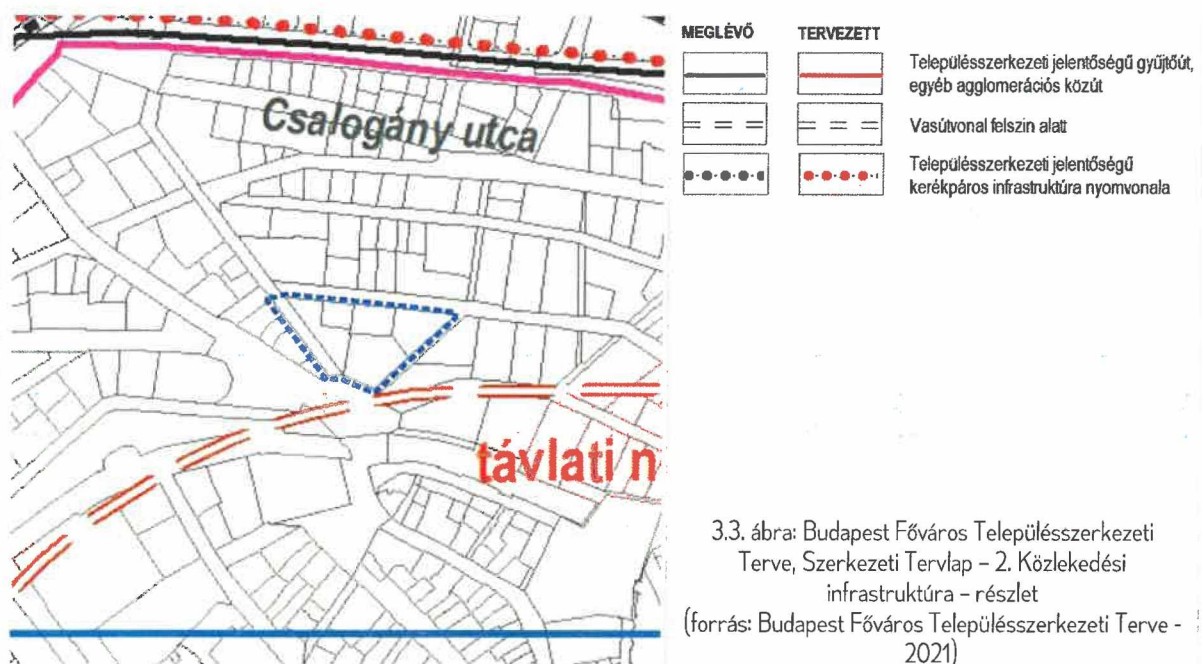 Csalogány utca
távlati n
MEGLÉVŐ TERVEZETT
Településszerkezeti jelentőségű gyűjtőút,
egyéb agglomerációs közút
Vasútvonal felszín alatt
Településszerkezeti jelentőségű
kerékpáros infrastruktúra nyomvonala
3.3. ábra: Budapest Főváros Településszerkezeti
Terve, Szerkezeti Tervlap – 2. Közlekedési
infrastruktúra – részlet
(forrás: Budapest Főváros Településszerkezeti Terve -
2021)